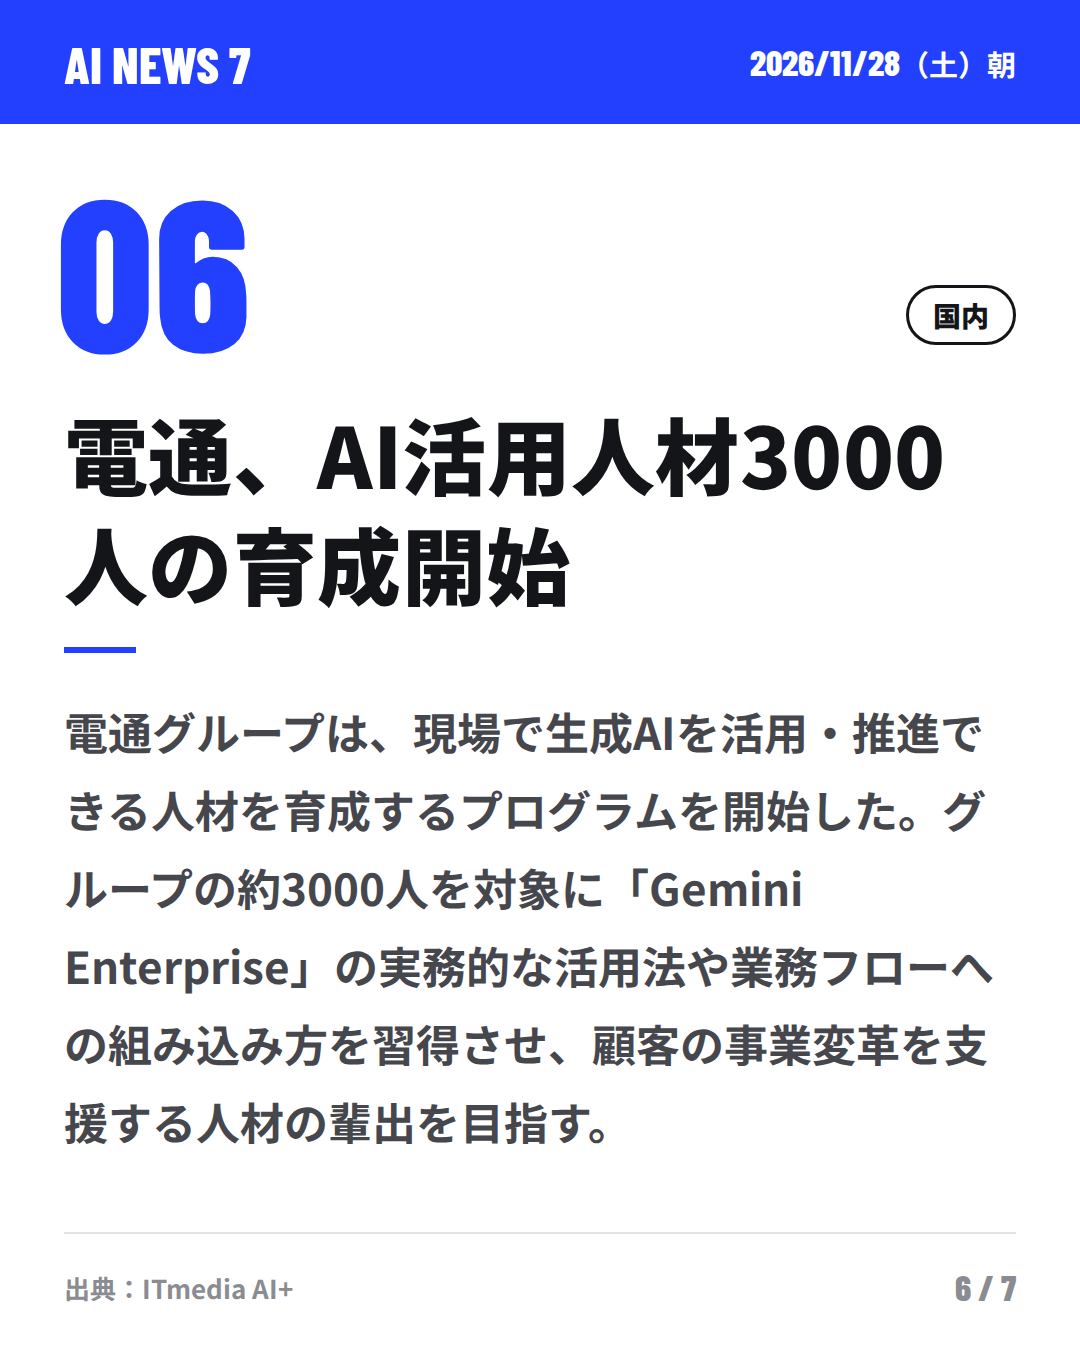 AI NEWS 7
2026/11/28（土）朝
06
国内
電通、AI活用人材3000
人の育成開始
電通グループは、現場で生成AIを活用・推進で
きる人材を育成するプログラムを開始した。グ
ループの約3000人を対象に「Gemini
Enterprise」の実務的な活用法や業務フローへ
の組み込み方を習得させ、顧客の事業変革を支
援する人材の輩出を目指す。
出典：ITmedia AI+
6 / 7